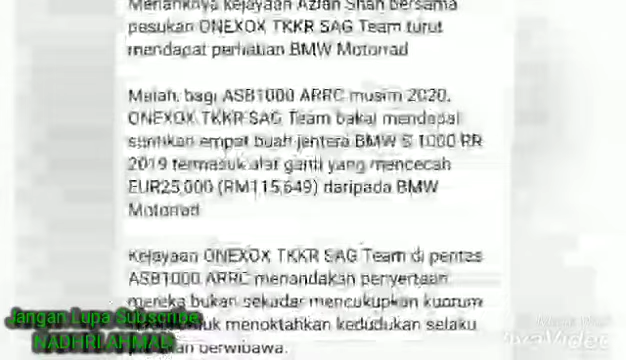 Menariknya kejayaan Azlan Shah bersama
pasukan ONEXOX TKKR SAG Team turut
mendapat perhatian BMW Motorrad
Malah, bagi ASB1000 ARRC musim 2020,
ONEXOX TKKR SAG Team bakal mendapat
suntikan empat buah jentera BMW S 1000 RR
2019 termasuk alat ganti yang mencecah
EUR25,000 (RM115,649) daripada BMW
Motorrad
Kejayaan ONEXOX TKKR SAG Team di pentas
ASB1000 ARRC menandakan penyertaan
mereka bukan sekadar mencukupkan kuorum
menoktahkan kedudukan selaku
berwibawa.
Jangan Lupa Subscribe
NADHRI AHMAD
VivaVideo